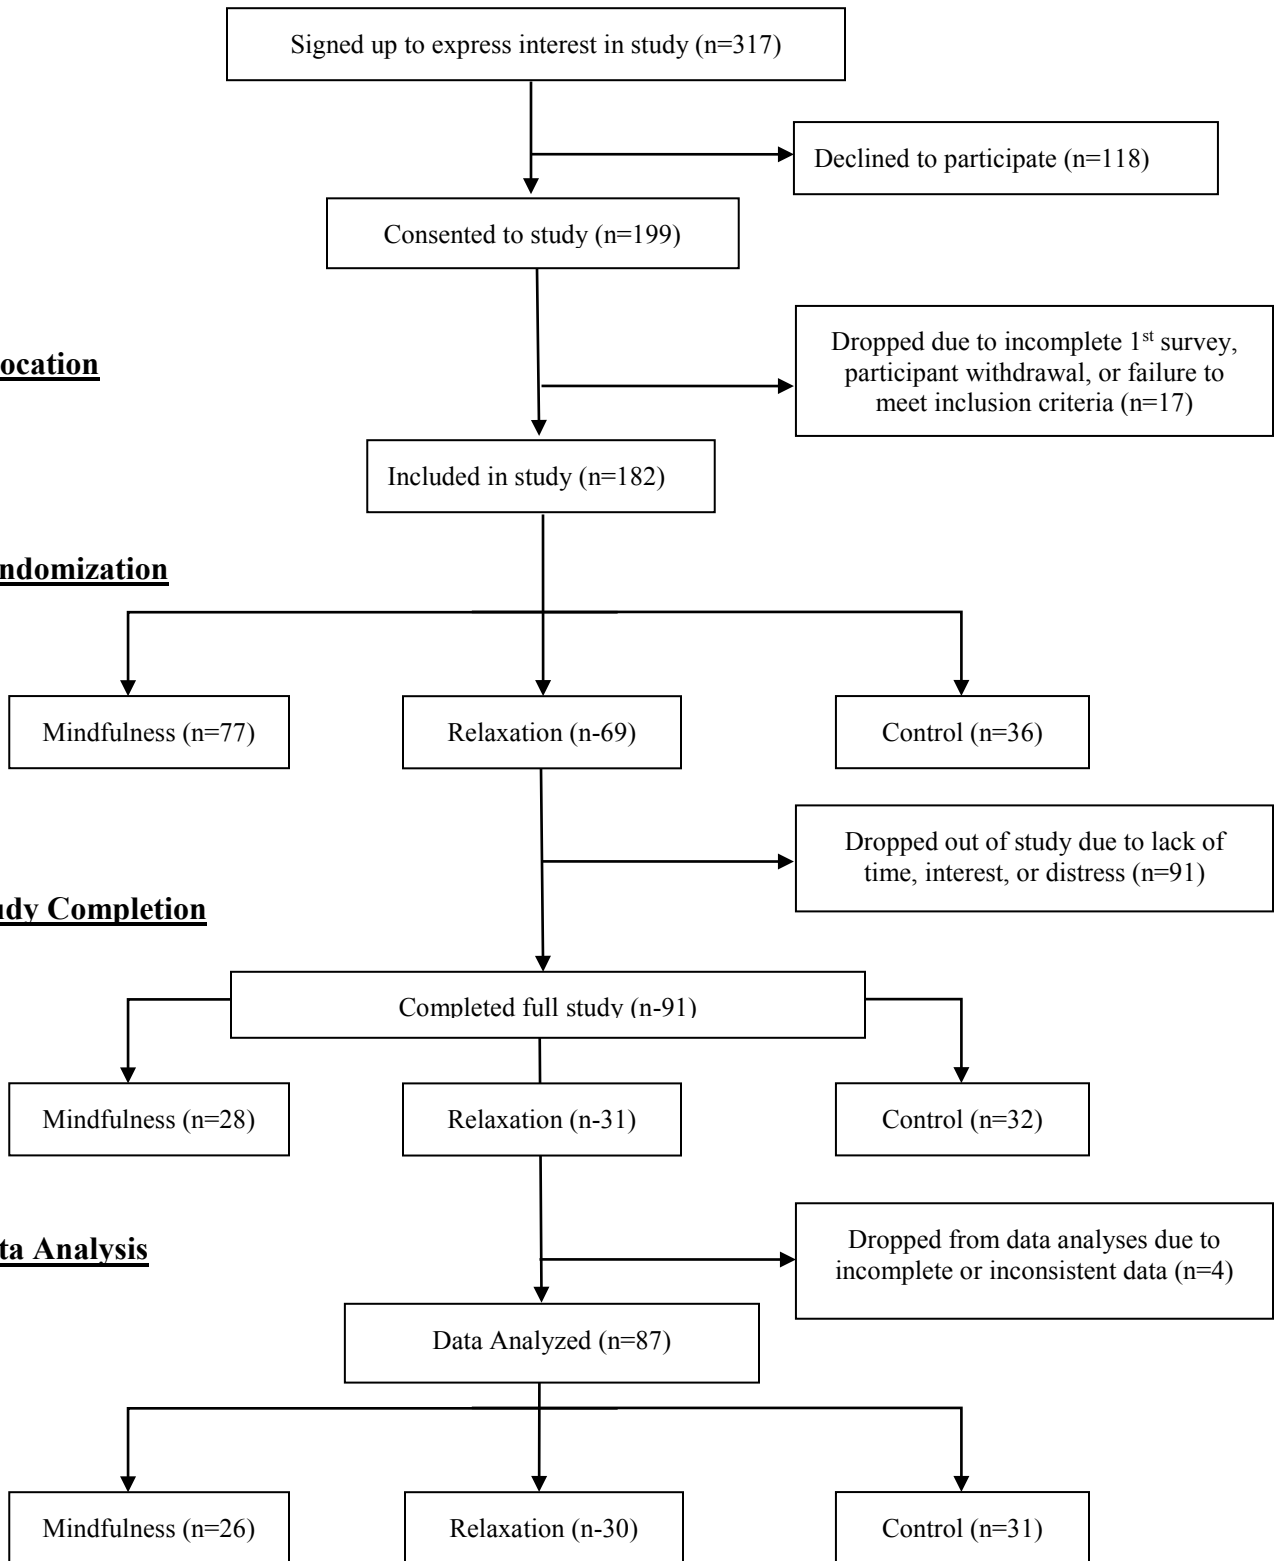 Signed up to express interest in study (n=317)
Declined to participate (n=118)
Consented to study (n=199)
ocation
Dropped due to incomplete 1st survey,
participant withdrawal, or failure to
meet inclusion criteria (n=17)
Included in study (n=182)
ndomization
Mindfulness (n=77)
Relaxation (n-69)
Control (n=36)
Dropped out of study due to lack of
time, interest, or distress (n=91)
udy Completion
Completed full study (n-91)
Mindfulness (n=28)
Relaxation (n-31)
Control (n=32)
Dropped from data analyses due to
incomplete or inconsistent data (n=4)
ta Analysis
Data Analyzed (n=87)
Mindfulness (n=26)
Relaxation (n-30)
Control (n=31)